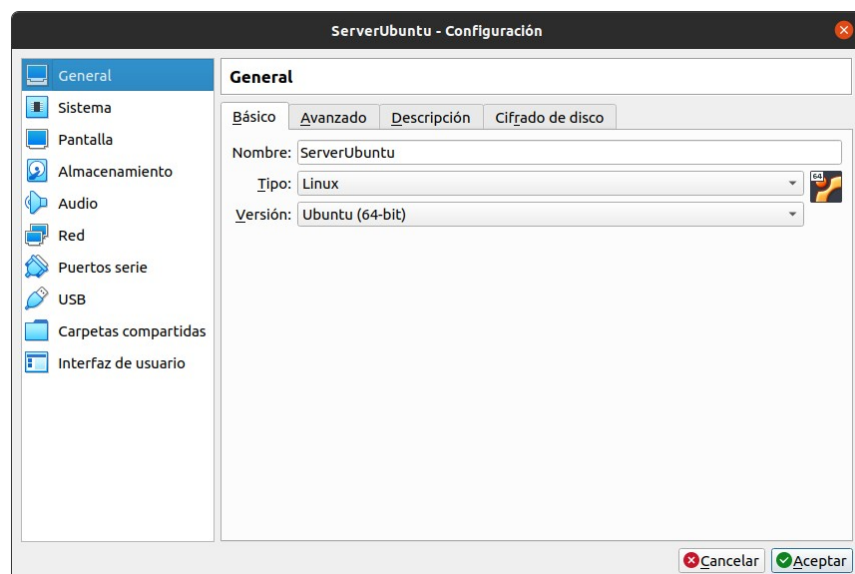 ServerUbuntu - Configuración
General
Sistema
Pantalla
Almacenamiento
Audio
Red
Puertos serie
USB
Carpetas compartidas
Interfaz de usuario
General
Básico Avanzado Descripción Cifrado de disco
Nombre: ServerUbuntu
Tipo: Linux
64
Versión: Ubuntu (64-bit)
Cancelar Aceptar